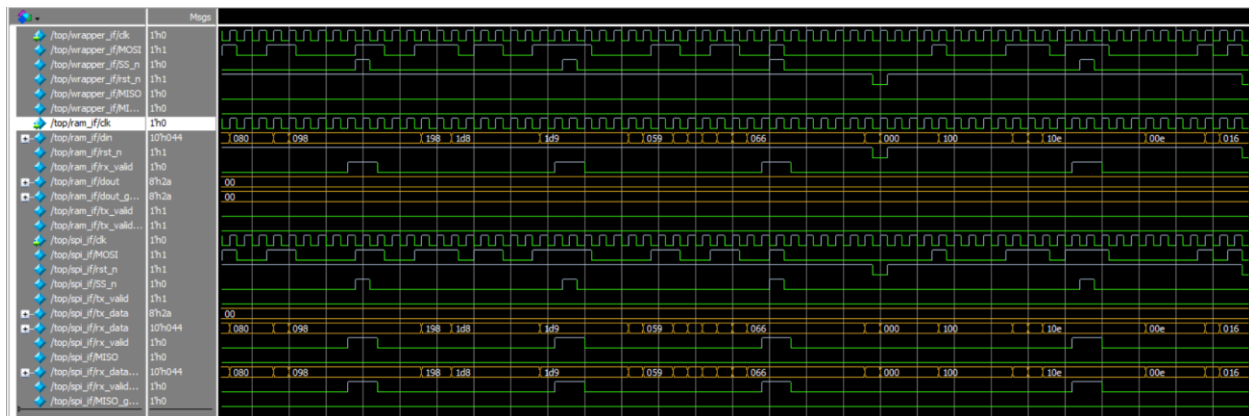 Msgs
/top/wrapper_if/clk 1'h0
/top/wrapper_if/MOSI 1'h1
/top/wrapper_if/SS_n 1'h0
/top/wrapper_if/rst_n 1'h1
/top/wrapper_if/MISO 1'h0
/top/wrapper_if/MI... 1'h0
/top/ram_if/clk 1'h0
/top/ram_if/din 10'h044 080 098 198 1d8 1d9 059 066 000 100 10e 00e 016
/top/ram_if/rst_n 1'h1
/top/ram_if/rx_valid 1'h0
/top/ram_if/dout 8'h2a 00
/top/ram_if/dout_g... 8'h2a 00
/top/ram_if/tx_valid 1'h1
/top/ram_if/tx_valid... 1'h1
/top/spi_if/clk 1'h0
/top/spi_if/MOSI 1'h1
/top/spi_if/rst_n 1'h1
/top/spi_if/SS_n 1'h0
/top/spi_if/tx_valid 1'h1
/top/spi_if/tx_data 8'h2a 00
/top/spi_if/rx_data 10'h044 080 098 198 1d8 1d9 059 066 000 100 10e 00e 016
/top/spi_if/rx_valid 1'h0
/top/spi_if/MISO 1'h0
/top/spi_if/rx_data... 10'h044 080 098 198 1d8 1d9 059 066 000 100 10e 00e 016
/top/spi_if/rx_valid... 1'h0
/top/spi_if/MISO_g... 1'h0